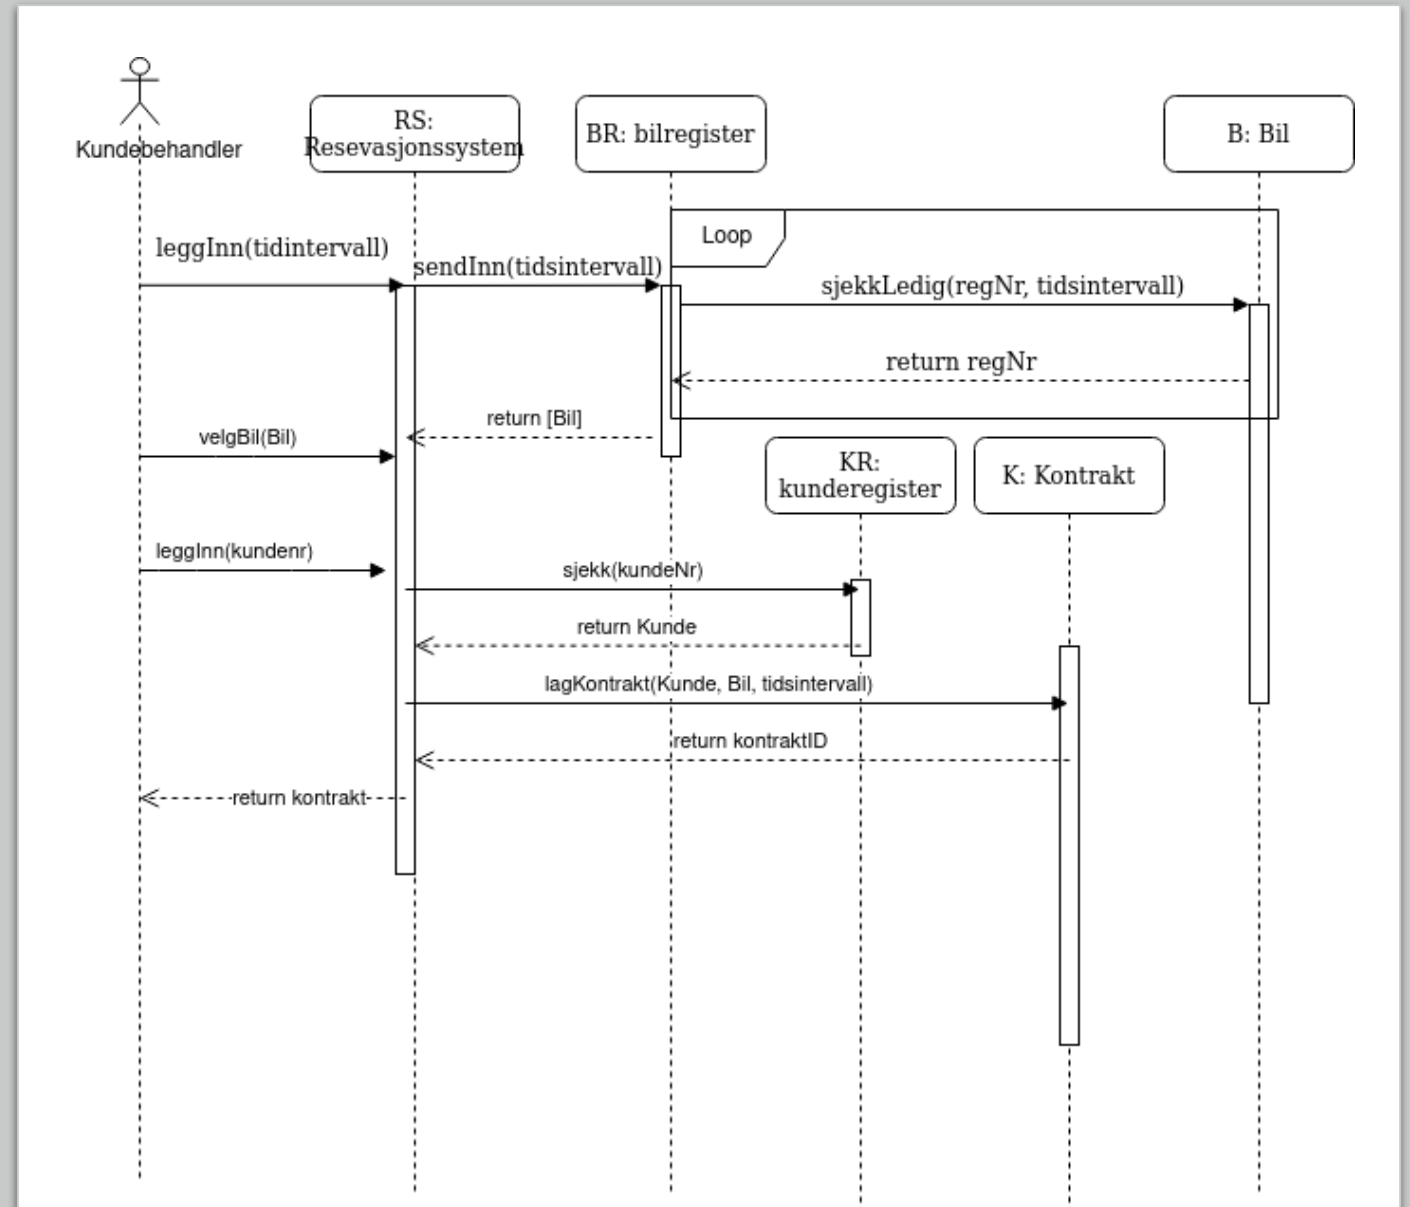 Kundebehandler
RS:
Resevasjonssystem
BR: bilregister
B: Bil
Loop
leggInn(tidintervall)
sendInn(tidsintervall)
sjekkLedig(regNr, tidsintervall)
return regNr
return [Bil]
velgBil(Bil)
KR:
kunderegister
K: Kontrakt
leggInn(kundenr)
sjekk(kundeNr)
return Kunde
lagKontrakt(Kunde, Bil, tidsintervall)
return kontraktID
return kontrakt